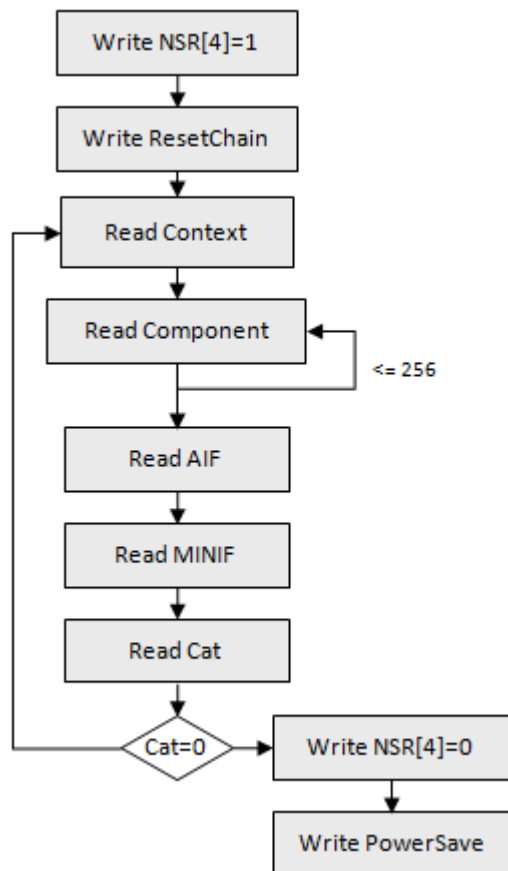 Write NSR[4]=1
Write ResetChain
Read Context
Read Component
<= 256
Read AIF
Read MINIF
Read Cat
Cat=0
Write NSR[4]=0
Write PowerSave